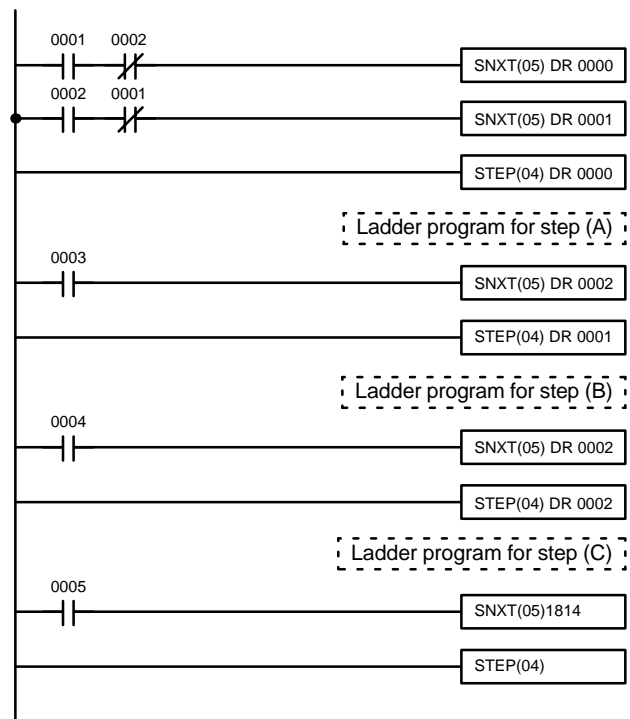 0001 0002
SNXT(05) DR 0000
0002 0001
SNXT(05) DR 0001
STEP(04) DR 0000
Ladder program for step (A)
0003
SNXT(05) DR 0002
STEP(04) DR 0001
Ladder program for step (B)
0004
SNXT(05) DR 0002
STEP(04) DR 0002
Ladder program for step (C)
0005
SNXT(05)1814
STEP(04)